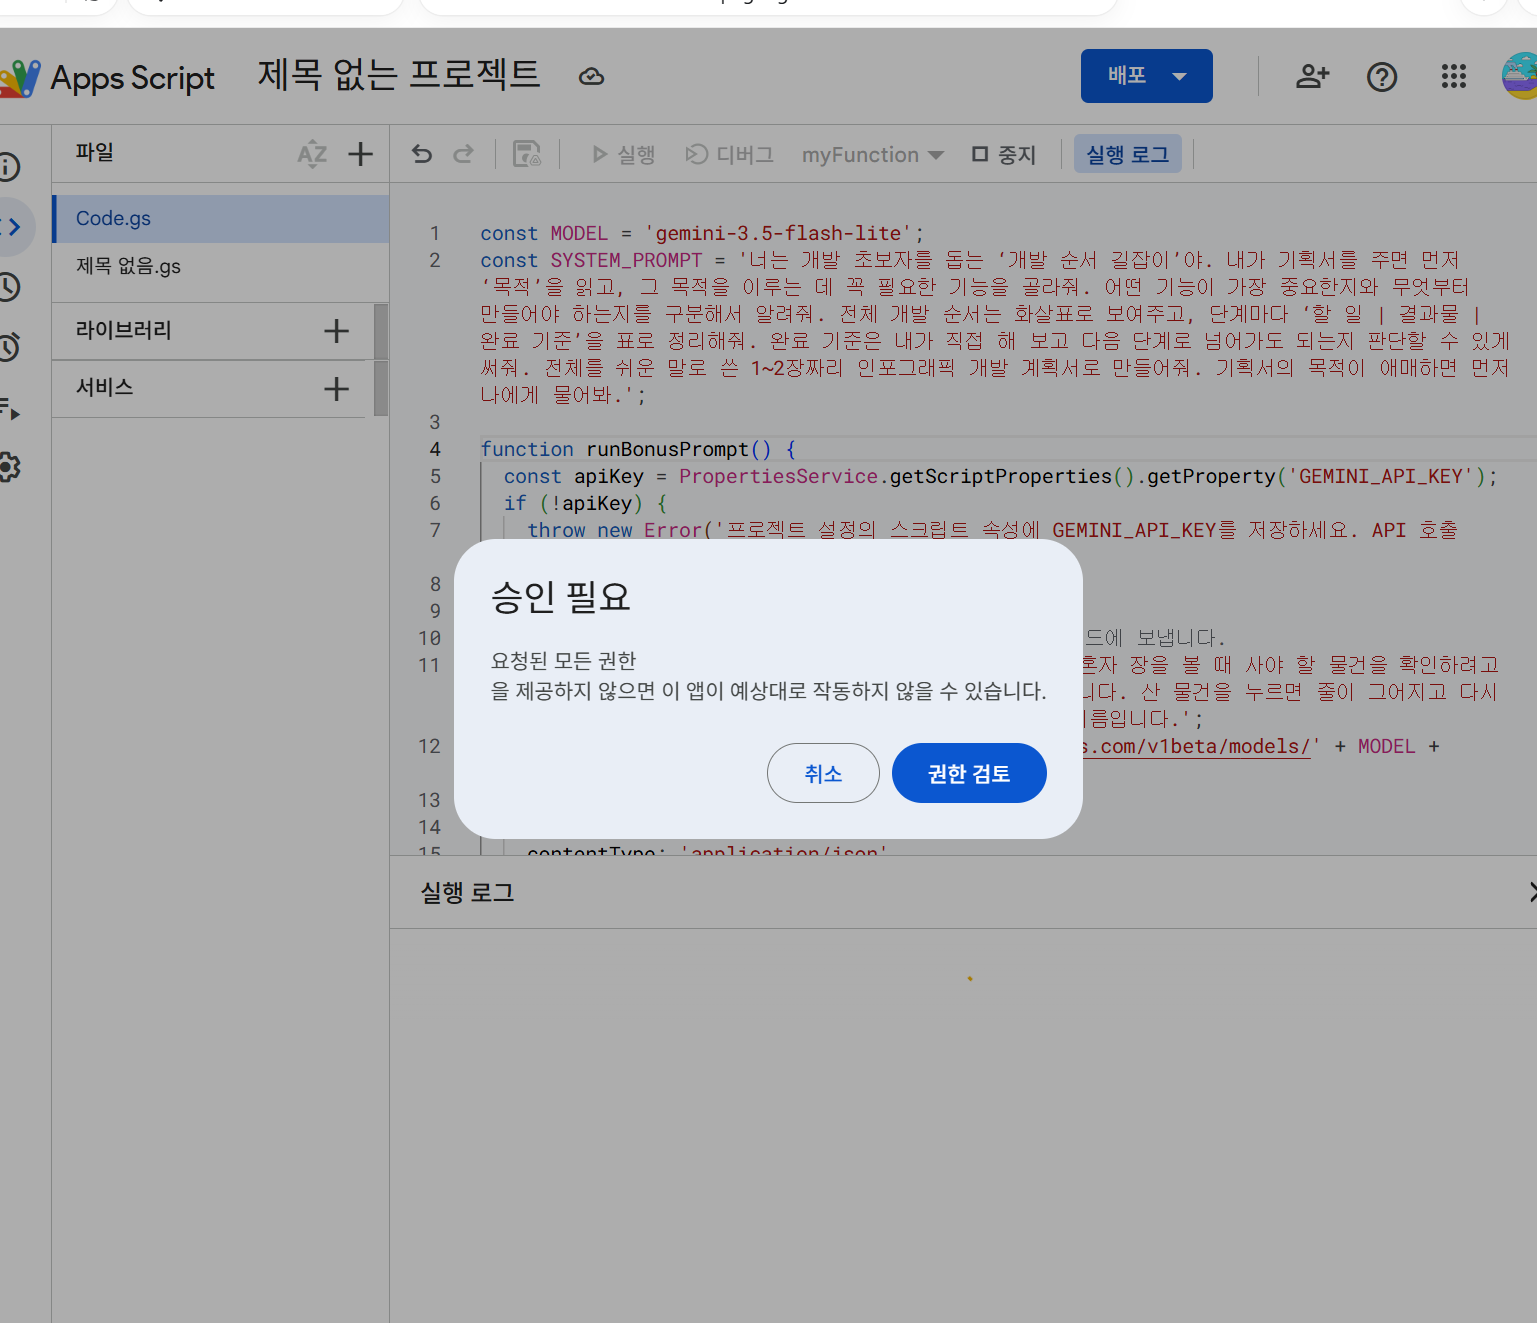 Apps Script
제목 없는 프로젝트
배포
파일
AZ
실행
디버그
myFunction
중지
실행 로그
Code.gs
제목 없음.gs
라이브러리
서비스
1 const MODEL = 'gemini-3.5-flash-lite';
2 const SYSTEM_PROMPT = '너는 개발 초보자를 돕는 ‘개발 순서 길잡이’야. 내가 기획서를 주면 먼저
‘목적’을 읽고, 그 목적을 이루는 데 꼭 필요한 기능을 골라줘. 어떤 기능이 가장 중요한지와 무엇부터
만들어야 하는지를 구분해서 알려줘. 전체 개발 순서는 화살표로 보여주고, 단계마다 ‘할 일 | 결과물 |
완료 기준’을 표로 정리해줘. 완료 기준은 내가 직접 해 보고 다음 단계로 넘어가도 되는지 판단할 수 있게
써줘. 전체를 쉬운 말로 쓴 1~2장짜리 인포그래픽 개발 계획서로 만들어줘. 기획서의 목적이 애매하면 먼저
나에게 물어봐.';
3
4 function runBonusPrompt() {
5 const apiKey = PropertiesService.getScriptProperties().getProperty('GEMINI_API_KEY');
6 if (!apiKey) {
7 throw new Error('프로젝트 설정의 스크립트 속성에 GEMINI_API_KEY를 저장하세요. API 호출
8
9
10 드에 보냅니다.
11 혼자 장을 볼 때 사야 할 물건을 확인하려고
니다. 산 물건을 누르면 줄이 그어지고 다시
름입니다.';
12 s.com/v1beta/models/' + MODEL +
13
14
15 contentType: 'application/json'
승인 필요
요청된 모든 권한
을 제공하지 않으면 이 앱이 예상대로 작동하지 않을 수 있습니다.
취소
권한 검토
실행 로그